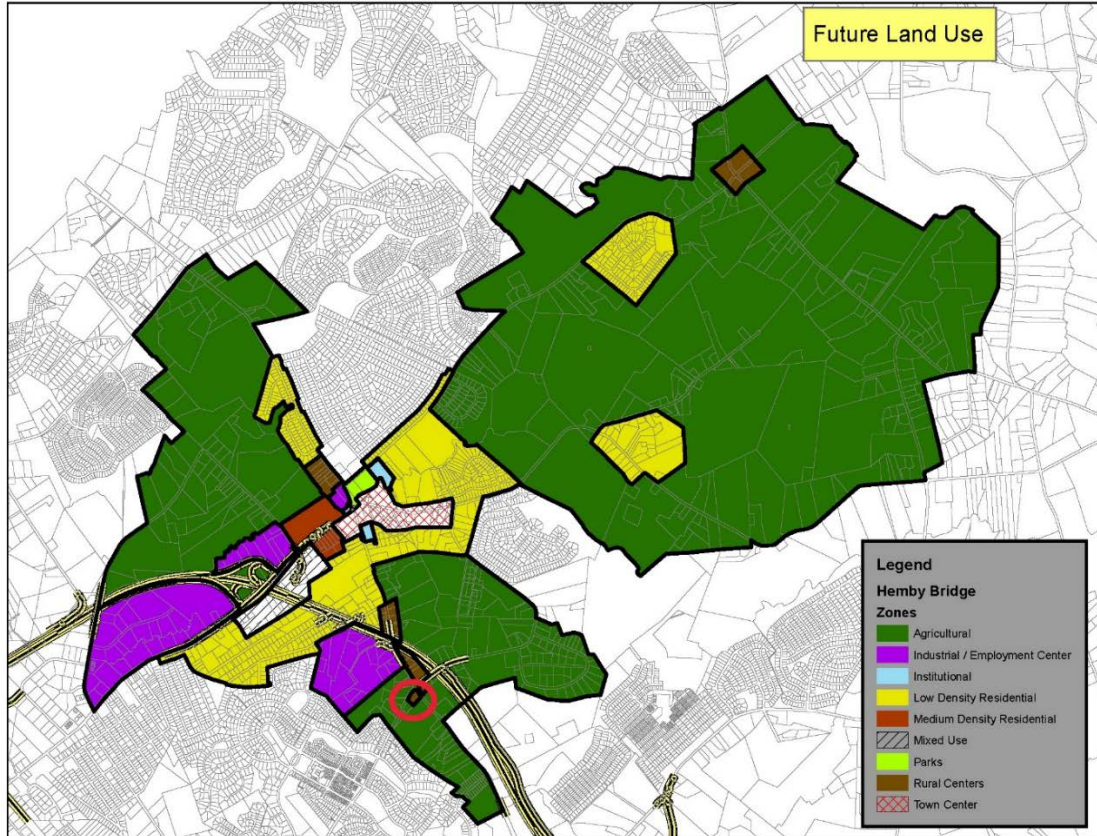 Future Land Use
Legend
Hemby Bridge
Zones
Agricultural
Industrial / Employment Center
Institutional
Low Density Residential
Medium Density Residential
Mixed Use
Parks
Rural Centers
Town Center